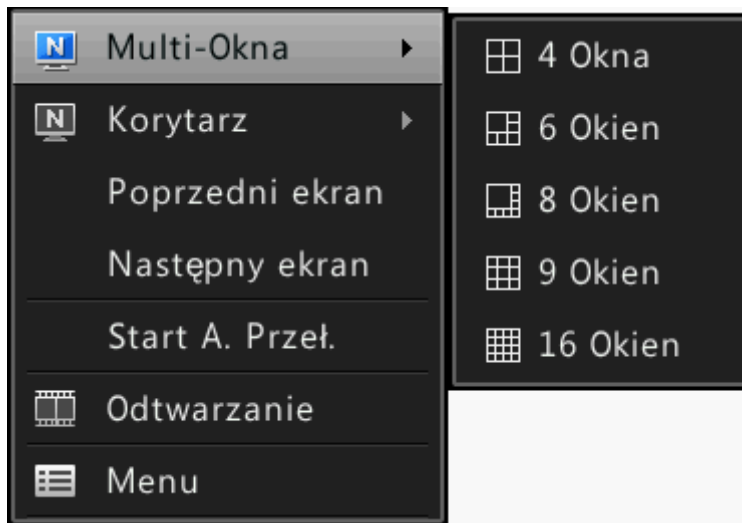 Multi-Okna
Korytarz
Poprzedni ekran
Następny ekran
Start A. Przeł.
Odtwarzanie
Menu
4 Okna
6 Okien
8 Okien
9 Okien
16 Okien